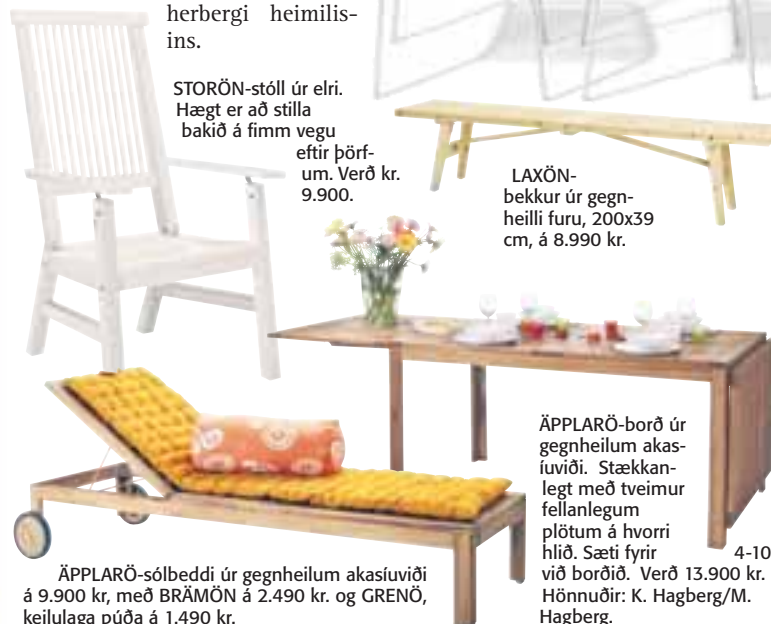 herbergi heimilis-
ins.
STORÖN-stóll úr elri.
Hægt er að stilla
bakið á fimm vegu
eftir þörf-
um. Verð kr.
9.900.
LAXÖN-
bekkur úr gegn-
heilli furu, 200x39
cm, á 8.990 kr.
ÄPPLARÖ-borð úr
gegnheilum akas-
íuviði. Stækkan-
legt með tveimur
fellanlegum
plötum á hvorri
hlið. Sæti fyrir 4-10
við borðið. Verð 13.900 kr.
Hönnuðir: K. Hagberg/M.
Hagberg.
ÄPPLARÖ-sólbeddi úr gegnheilum akasíuviði
á 9.900 kr, með BRÄMÖN á 2.490 kr. og GRENÖ,
keilulaga púða á 1.490 kr.